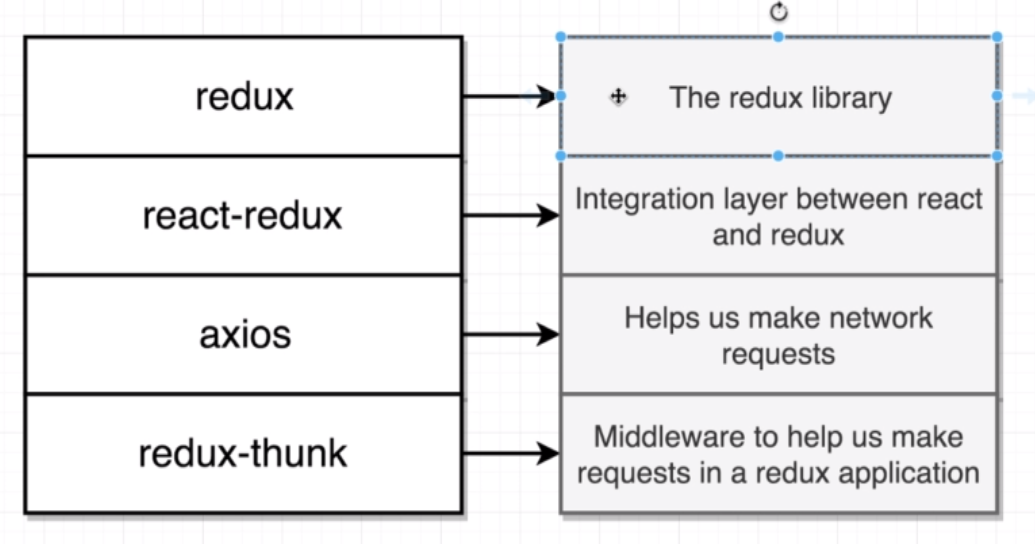 redux
The redux library
react-redux
Integration layer between react
and redux
axios
Helps us make network
requests
redux-thunk
Middleware to help us make
requests in a redux application